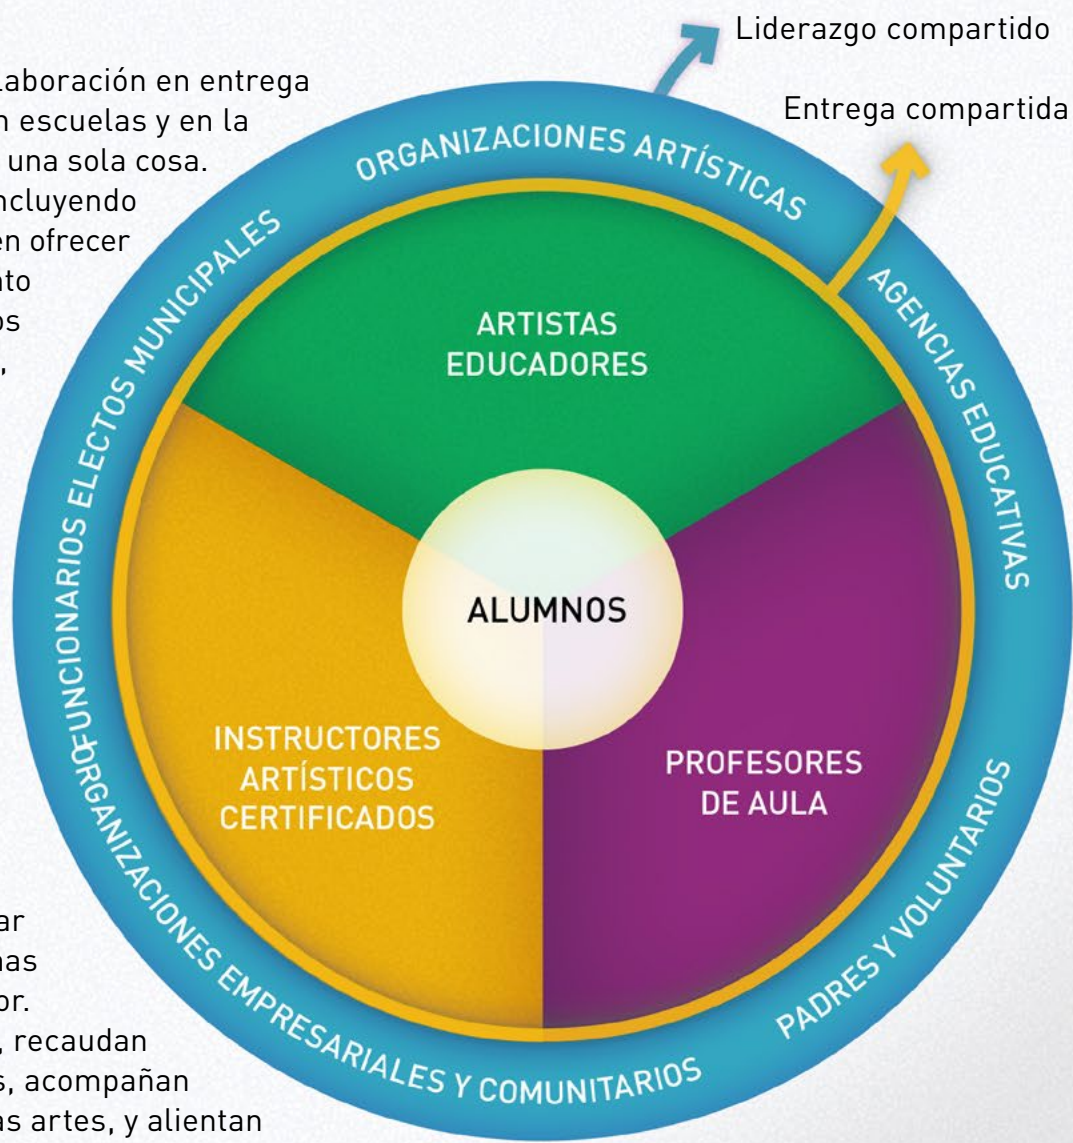 Liderazgo compartido
Entrega compartida
laboración en entrega
n escuelas y en la
una sola cosa.
ncluyendo
en ofrecer
nto
os
,
ORGANIZACIONES ARTÍSTICAS
AGENCIAS EDUCATIVAS
PADRES Y VOLUNTARIOS
ORGANIZACIONES EMPRESARIALES Y COMUNITARIOS
FUNCIONARIOS ELECTOS MUNICIPALES
ARTISTAS
EDUCADORES
ALUMNOS
INSTRUCTORES
ARTÍSTICOS
CERTIFICADOS
PROFESORES
DE AULA
ar
nas
or.
, recaudan
s, acompañan
as artes, y alientan